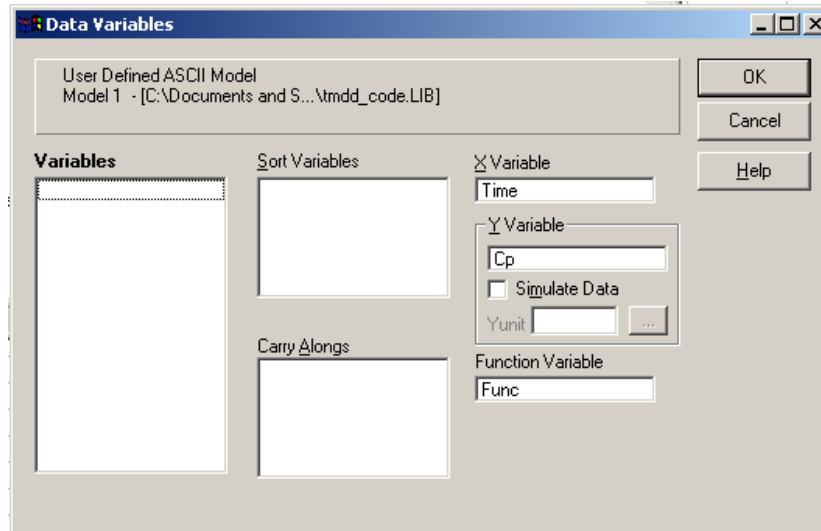 Data Variables
User Defined ASCII Model
Model 1 - [C:\Documents and S...\tmdd_code.LIB]
OK
Cancel
Help
Variables
Sort Variables
X Variable
Time
Y Variable
Cp
Simulate Data
Yunit
...
Carry Alongs
Function Variable
Func